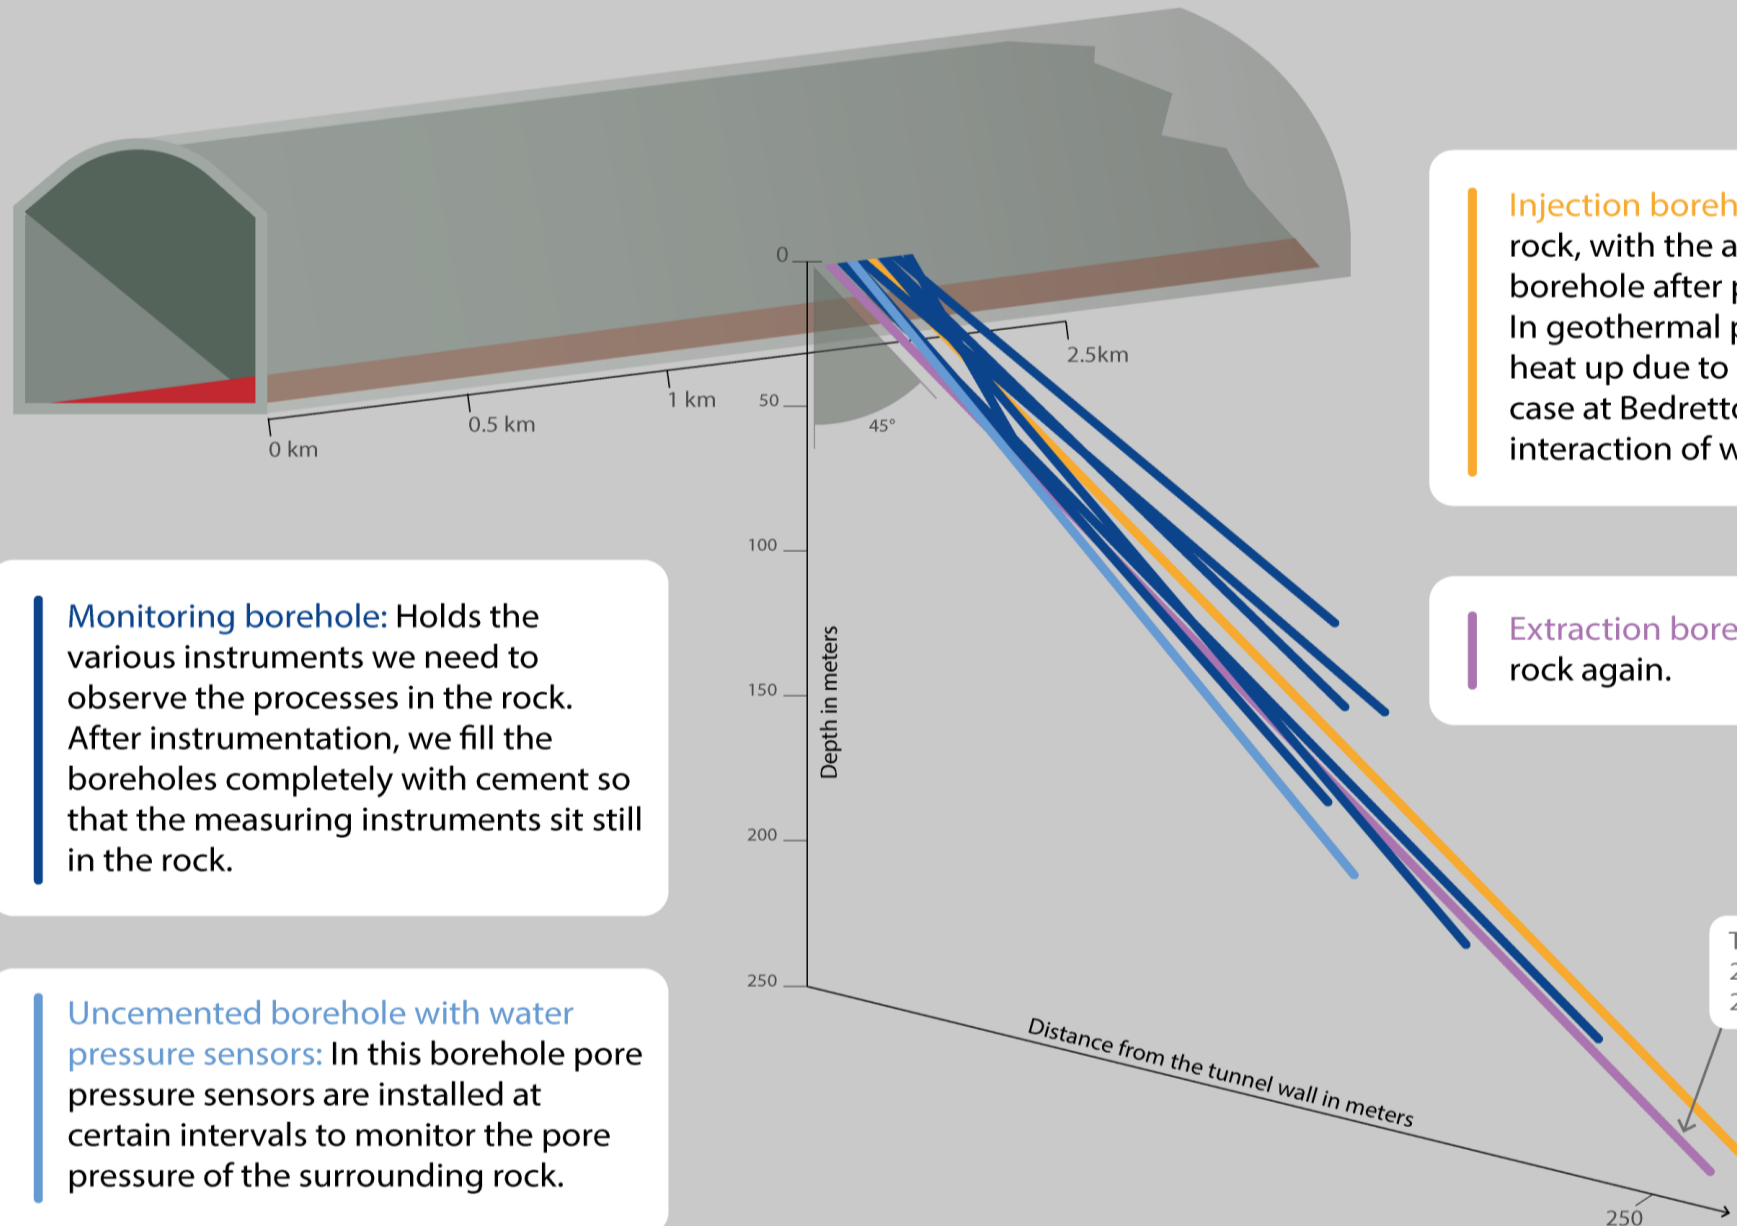 0
50
100
150
200
250
Depth in meters
45°
0 km
0.5 km
1 km
2.5km
Distance from the tunnel wall in meters
250
Monitoring borehole: Holds the
various instruments we need to
observe the processes in the rock.
After instrumentation, we fill the
boreholes completely with cement so
that the measuring instruments sit still
in the rock.
Uncemented borehole with water
pressure sensors: In this borehole pore
pressure sensors are installed at
certain intervals to monitor the pore
pressure of the surrounding rock.
Injection
rock, with the
borehole after
In geothermal
heat up due to
case at
interaction of
Extraction
rock again.